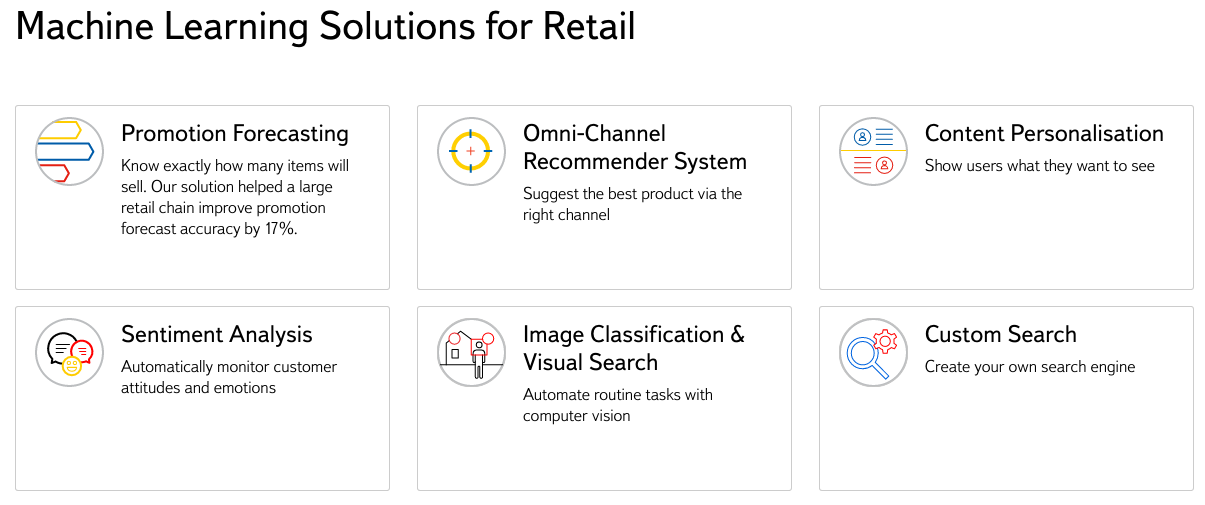 Machine Learning Solutions for Retail
Promotion Forecasting
Know exactly how many items will
sell. Our solution helped a large
retail chain improve promotion
forecast accuracy by 17%.
Omni-Channel
Recommender System
Suggest the best product via the
right channel
Content Personalisation
Show users what they want to see
Sentiment Analysis
Automatically monitor customer
attitudes and emotions
Image Classification &
Visual Search
Automate routine tasks with
computer vision
Custom Search
Create your own search engine